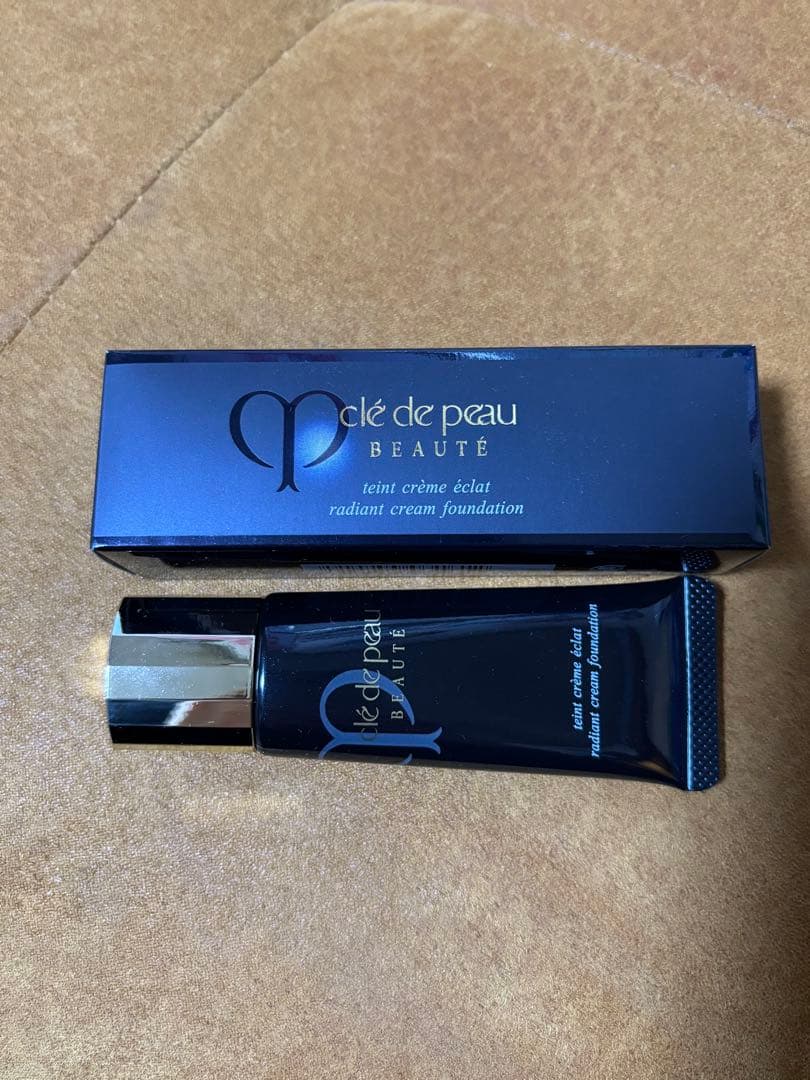 clé de peau
BEAUTÉ
teint crème éclat
radiant cream foundation
clé de peau
BEAUTÉ
teint crème éclat
radiant cream foundation